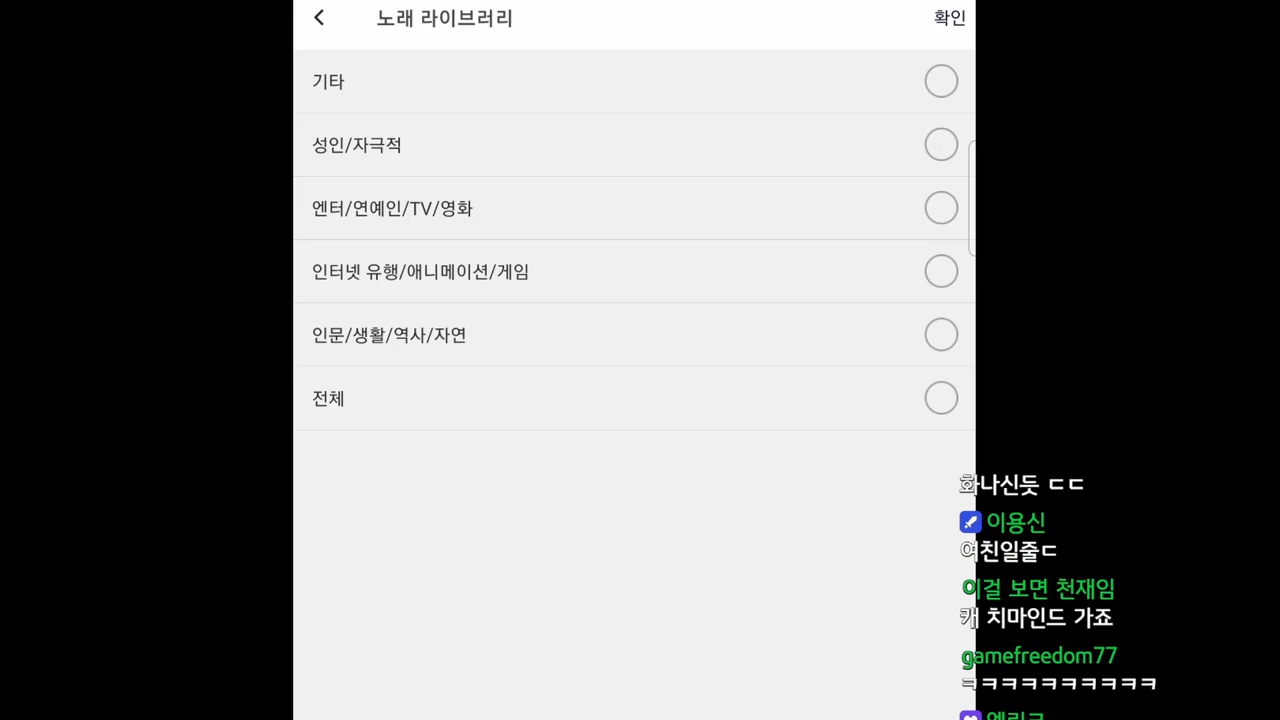 노래 라이브러리
확인
기타
성인/자극적
엔터/연예인/TV/영화
인터넷 유행/애니메이션/게임
인문/생활/역사/자연
전체
화나신듯 ㄷㄷ
이용신
여친일줄ㄷ
이걸 보면 천재임
캐 치마인드 가죠
gamefreedom77
ㅋㅋㅋㅋㅋㅋㅋㅋㅋㅋ